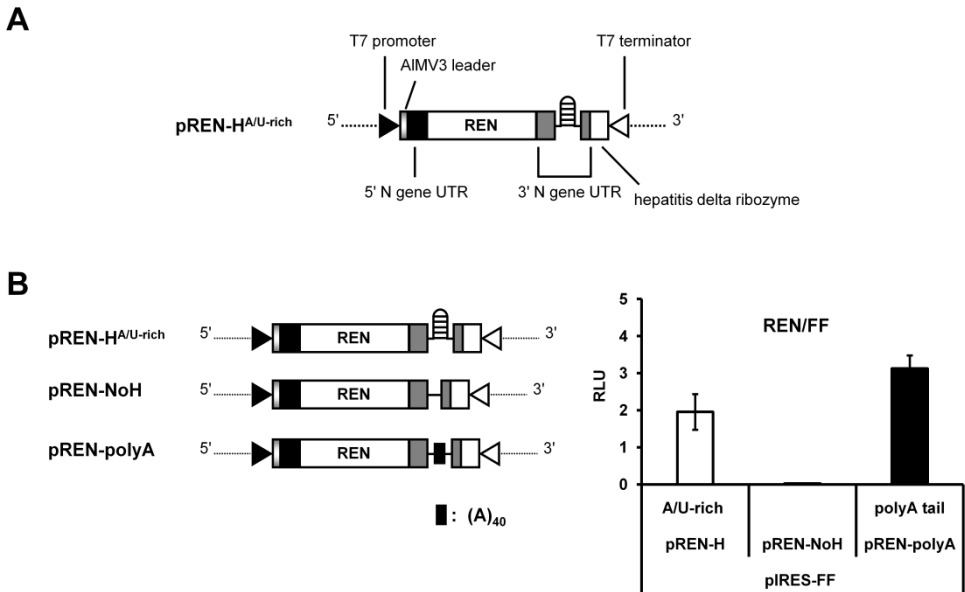 A
T7 promoter
T7 terminator
AlMV3 leader
pREN-H^A/U-rich
5'
REN
3'
5' N gene UTR
3' N gene UTR
hepatitis delta ribozyme
B
pREN-H^A/U-rich
5'
REN
3'
pREN-NoH
5'
REN
3'
pREN-polyA
5'
REN
3'
: (A)40
REN/FF
RLU
5
4
3
2
1
0
A/U-rich
polyA tail
pREN-H
pREN-NoH
pREN-polyA
pIRES-FF